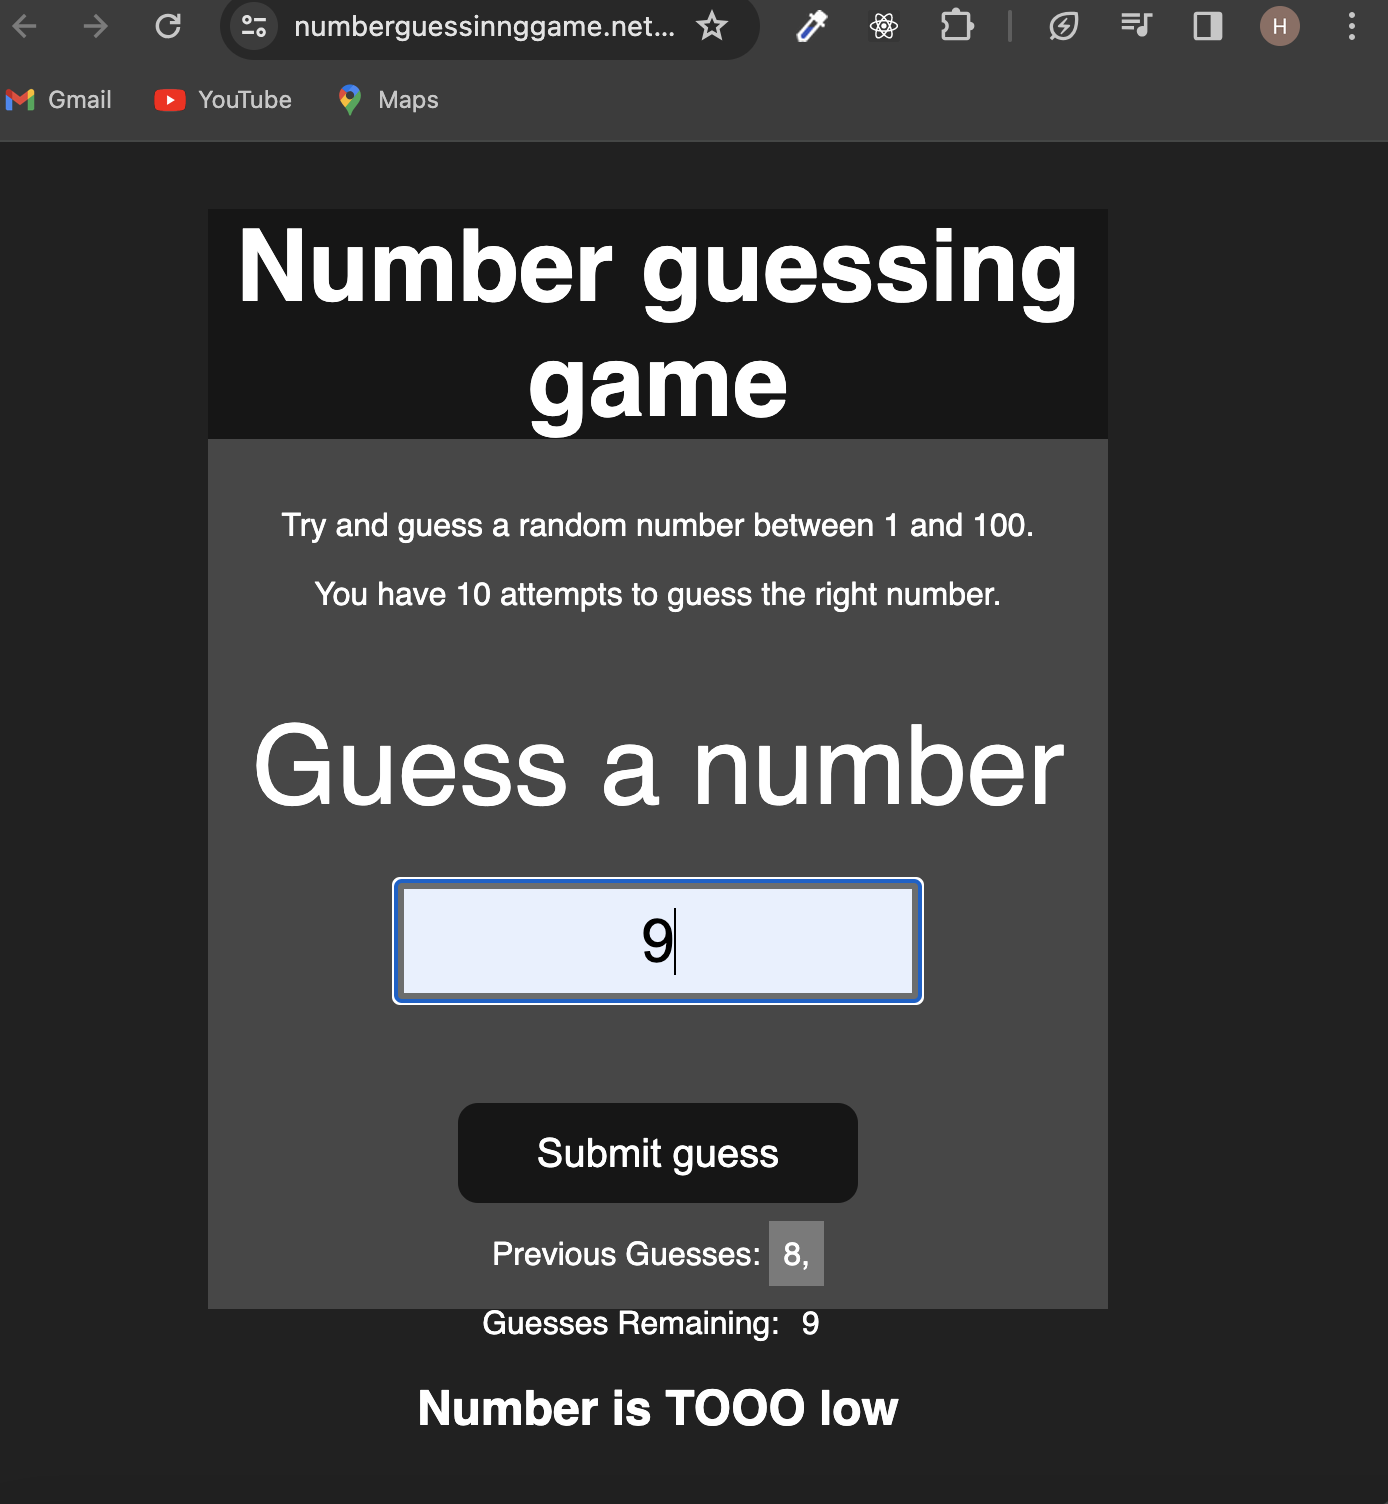 numberguessinnggame.net...
H
Gmail
YouTube
Maps
Number guessing
game
Try and guess a random number between 1 and 100.
You have 10 attempts to guess the right number.
Guess a number
9
Submit guess
Previous Guesses: 8,
Guesses Remaining: 9
Number is TOOO low